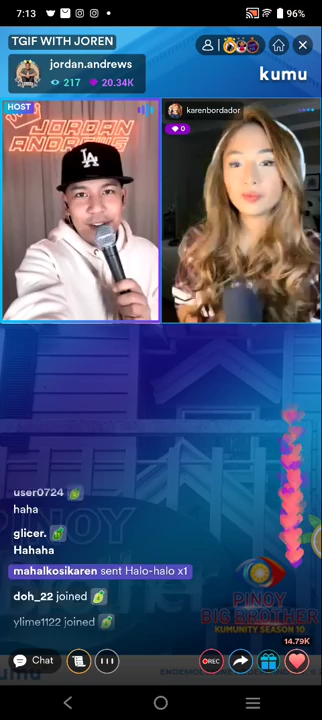 7:13
96%
TGIF WITH JOREN
jordan.andrews
217 20.34K
kumu
HOST
JORDAN
ANDREWS
LA
karenbordador
0
user0724
haha
glicer.
Hahaha
mahalkosikaren sent Halo-halo x1
doh_22 joined
ylime1122 joined
PINOY
PINOY
BIG BROTHER
KUMUNITY SEASON 10
14.79K
Chat
REC